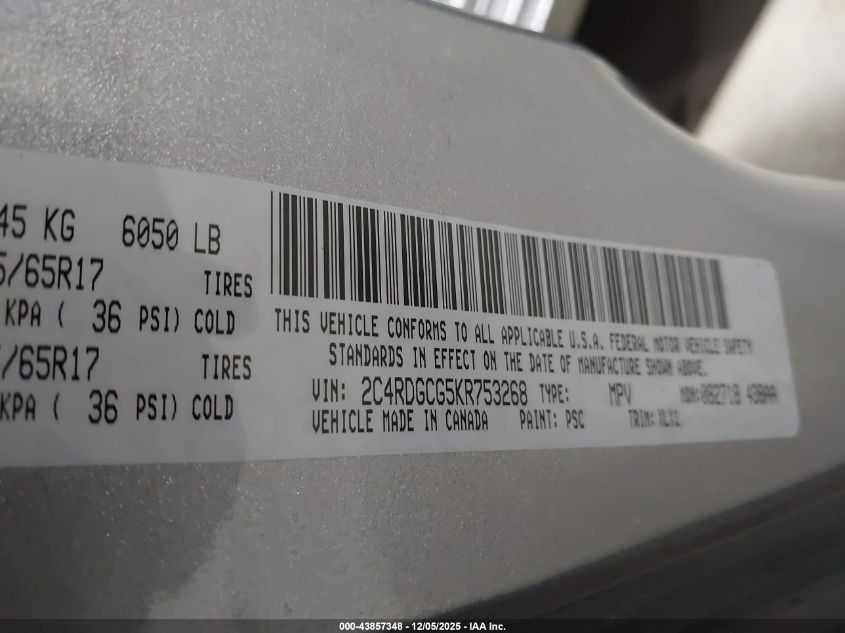 45 KG 6050 LB
5/65R17 TIRES
KPA ( 36 PSI) COLD
/65R17 TIRES
KPA ( 36 PSI) COLD
THIS VEHICLE CONFORMS TO ALL APPLICABLE U.S.A. FEDERAL MOTOR VEHICLE SAFETY
STANDARDS IN EFFECT ON THE DATE OF MANUFACTURE SHOWN ABOVE.
VIN: 2C4RDGCG5KR753268 TYPE: MPV
VEHICLE MADE IN CANADA PAINT: PSC TRIM:
000-43857348 - 12/05/2025 - IAA Inc.